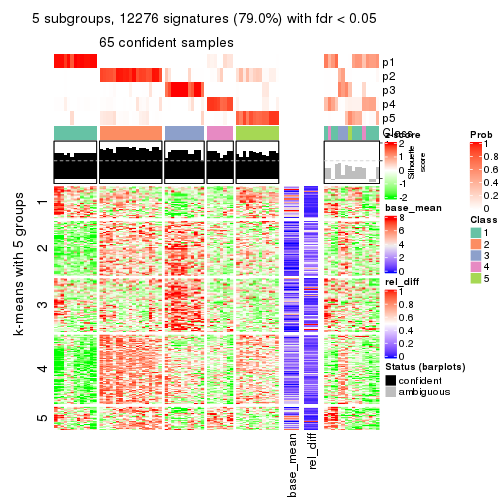 5 subgroups, 12276 signatures (79.0%) with fdr < 0.05
65 confident samples
p1
p2
p3
p4
p5
Class
Silhouette
score
k-means with 5 groups
1
2
3
4
5
base_mean
rel_diff
z-score
2
1
0
-1
-2
base_mean
8
6
4
2
0
rel_diff
1
0.8
0.6
0.4
0.2
0
Status (barplots)
confident
ambiguous
Prob
1
0.8
0.6
0.4
0.2
0
Class
1
2
3
4
5